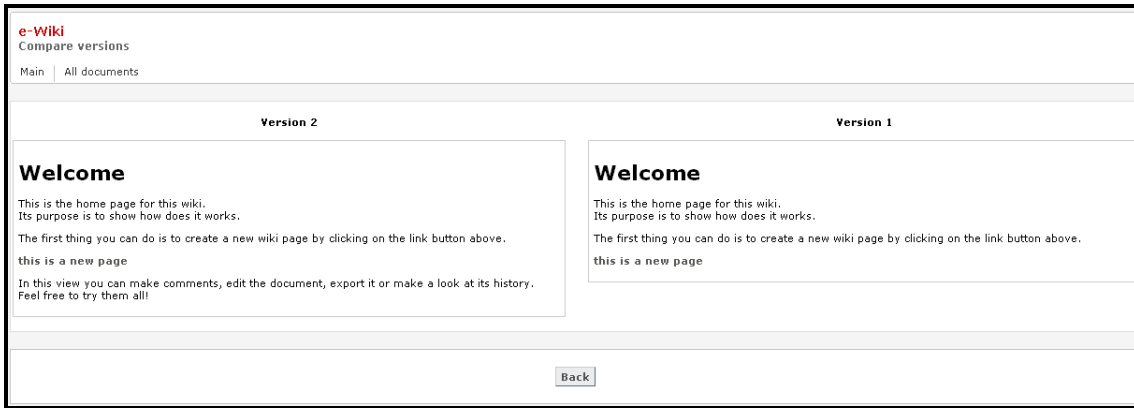 e-Wiki
Compare versions
Main
All documents
Version 2
Welcome
This is the home page for this wiki.
Its purpose is to show how does it works.
The first thing you can do is to create a new wiki page by clicking on the link button above.
this is a new page
In this view you can make comments, edit the document, export it or make a look at its history.
Feel free to try them all!
Version 1
Welcome
This is the home page for this wiki.
Its purpose is to show how does it works.
The first thing you can do is to create a new wiki page by clicking on the link button above.
this is a new page
Back